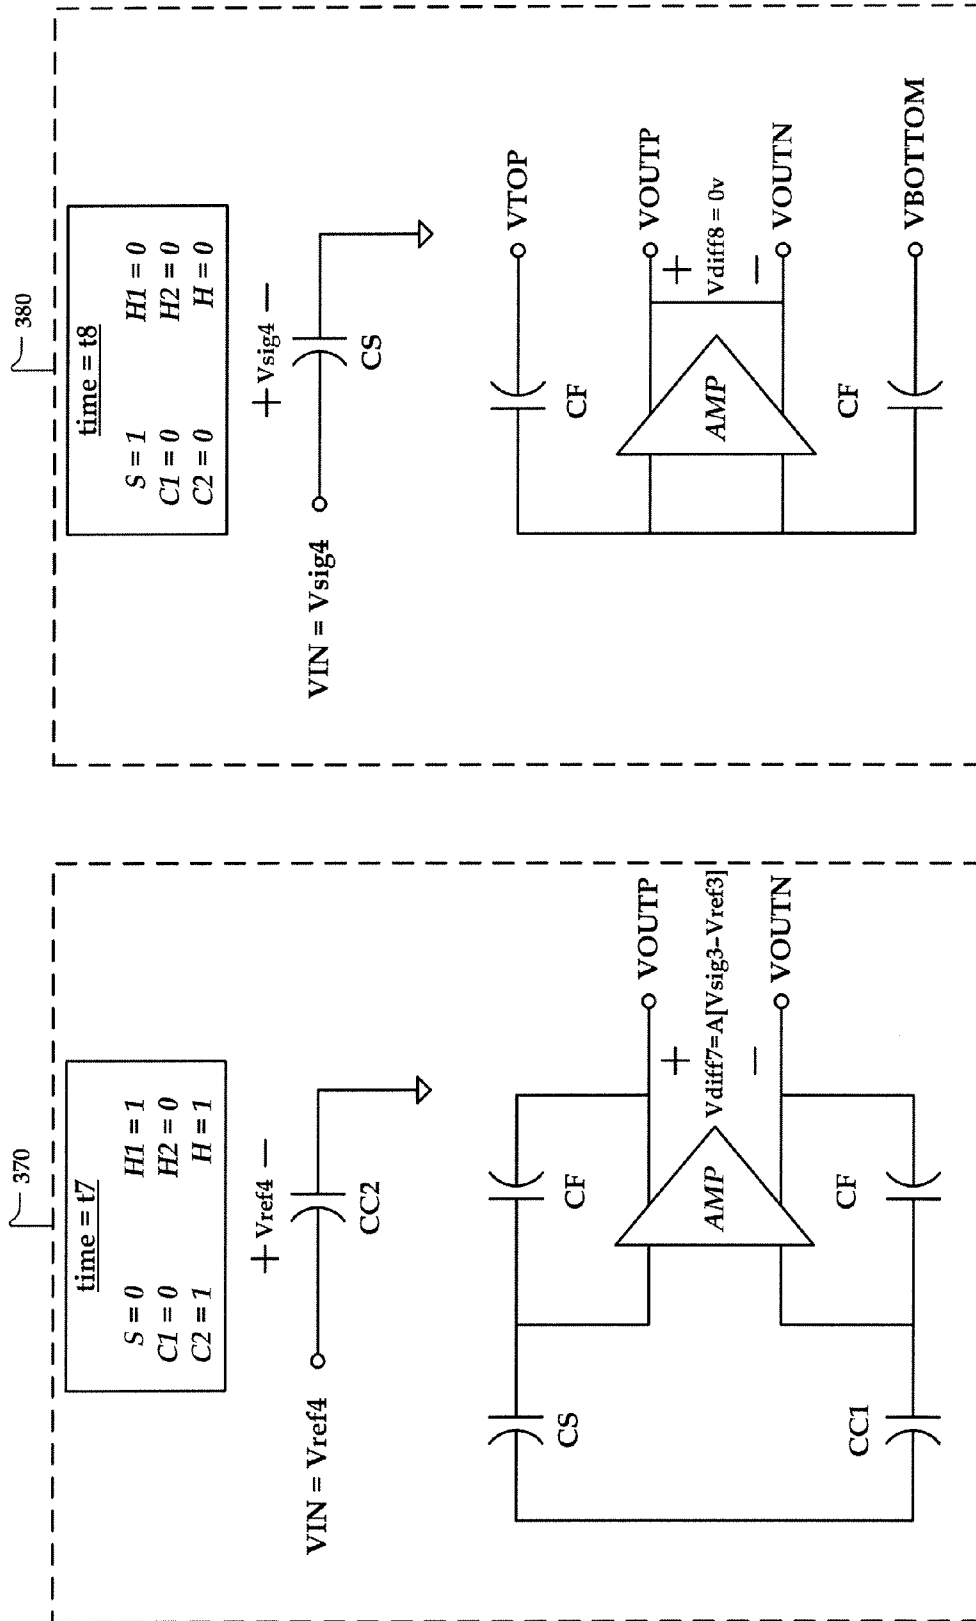 370
time = t7
S = 0 H1 = 1
C1 = 0 H2 = 0
C2 = 1 H = 1
+ Vref4 −
VIN = Vref4
CC2
CS
CF
VOUTP
+
AMP
Vdiff7=A[Vsig3−Vref3]
−
VOUTN
CC1
CF
380
time = t8
S = 1 H1 = 0
C1 = 0 H2 = 0
C2 = 0 H = 0
+ Vsig4 −
VIN = Vsig4
CS
VTOP
CF
VOUTP
+
AMP
Vdiff8 = 0v
−
VOUTN
CF
VBOTTOM